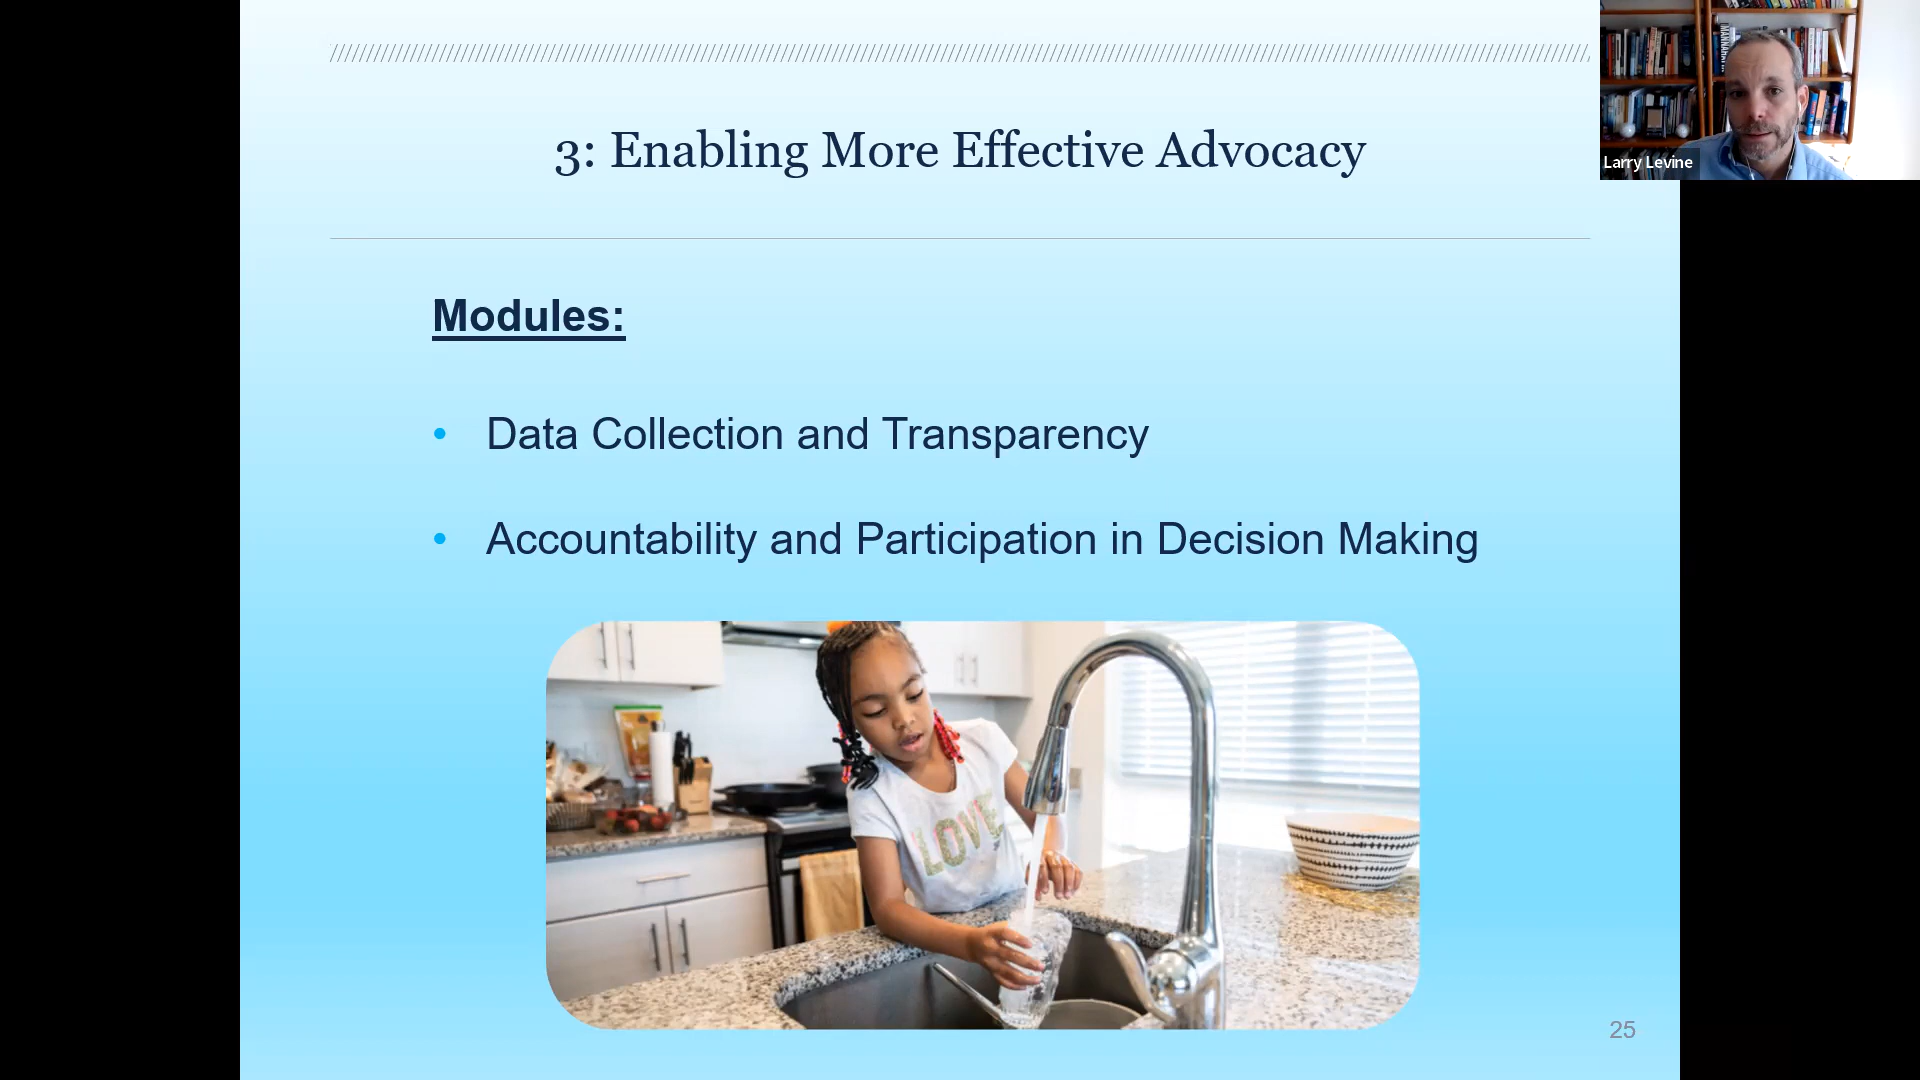 3: Enabling More Effective Advocacy
Larry Levine
Modules:
• Data Collection and Transparency
• Accountability and Participation in Decision Making
LOVE
25